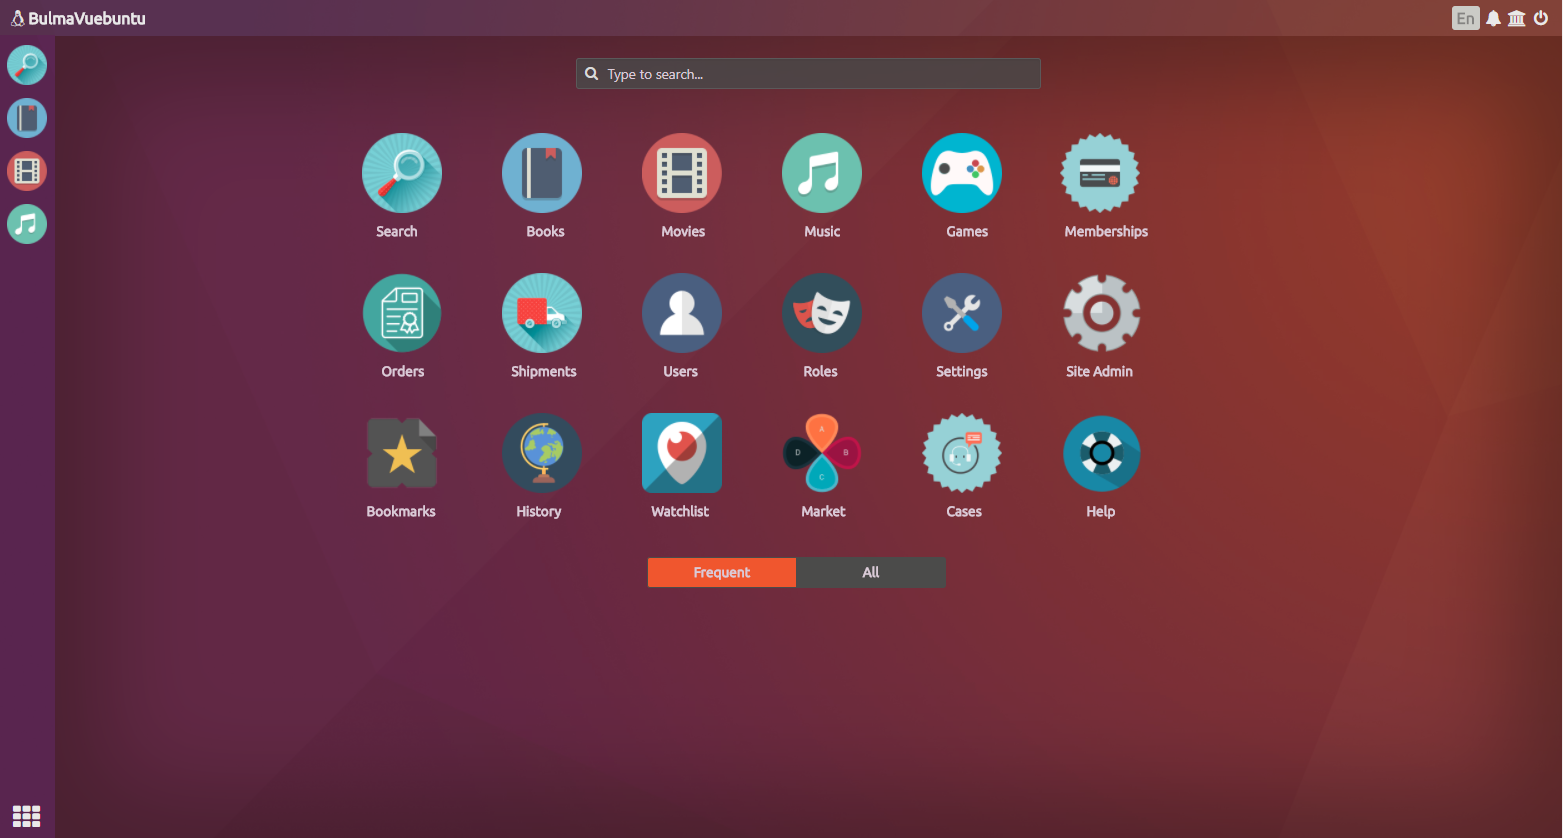 BulmaVuebuntu
En
Type to search...
Search
Books
Movies
Music
Games
Memberships
Orders
Shipments
Users
Roles
Settings
Site Admin
A
D
B
C
Bookmarks
History
Watchlist
Market
Cases
Help
Frequent
All